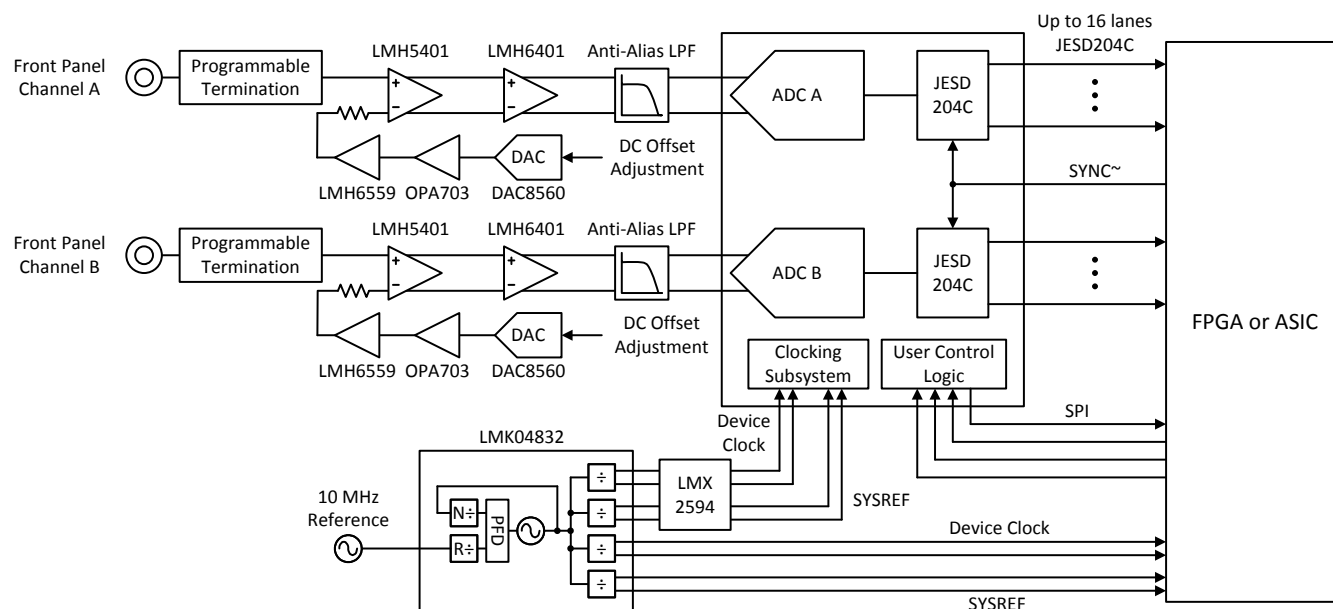 Up to 16 lanes
JESD204C
Front Panel
Channel A
Programmable
Termination
LMH5401
LMH6401
Anti-Alias LPF
+
−
+
−
ADC A
JESD
204C
LMH6559
OPA703
DAC
DAC8560
DC Offset
Adjustment
SYNC~
Front Panel
Channel B
Programmable
Termination
LMH5401
LMH6401
Anti-Alias LPF
+
−
+
−
ADC B
JESD
204C
LMH6559
OPA703
DAC
DAC8560
DC Offset
Adjustment
FPGA or ASIC
Clocking
Subsystem
User Control
Logic
SPI
Device
Clock
LMK04832
10 MHz
Reference
N÷
R÷
PFD
÷
÷
÷
÷
LMX
2594
SYSREF
Device Clock
SYSREF